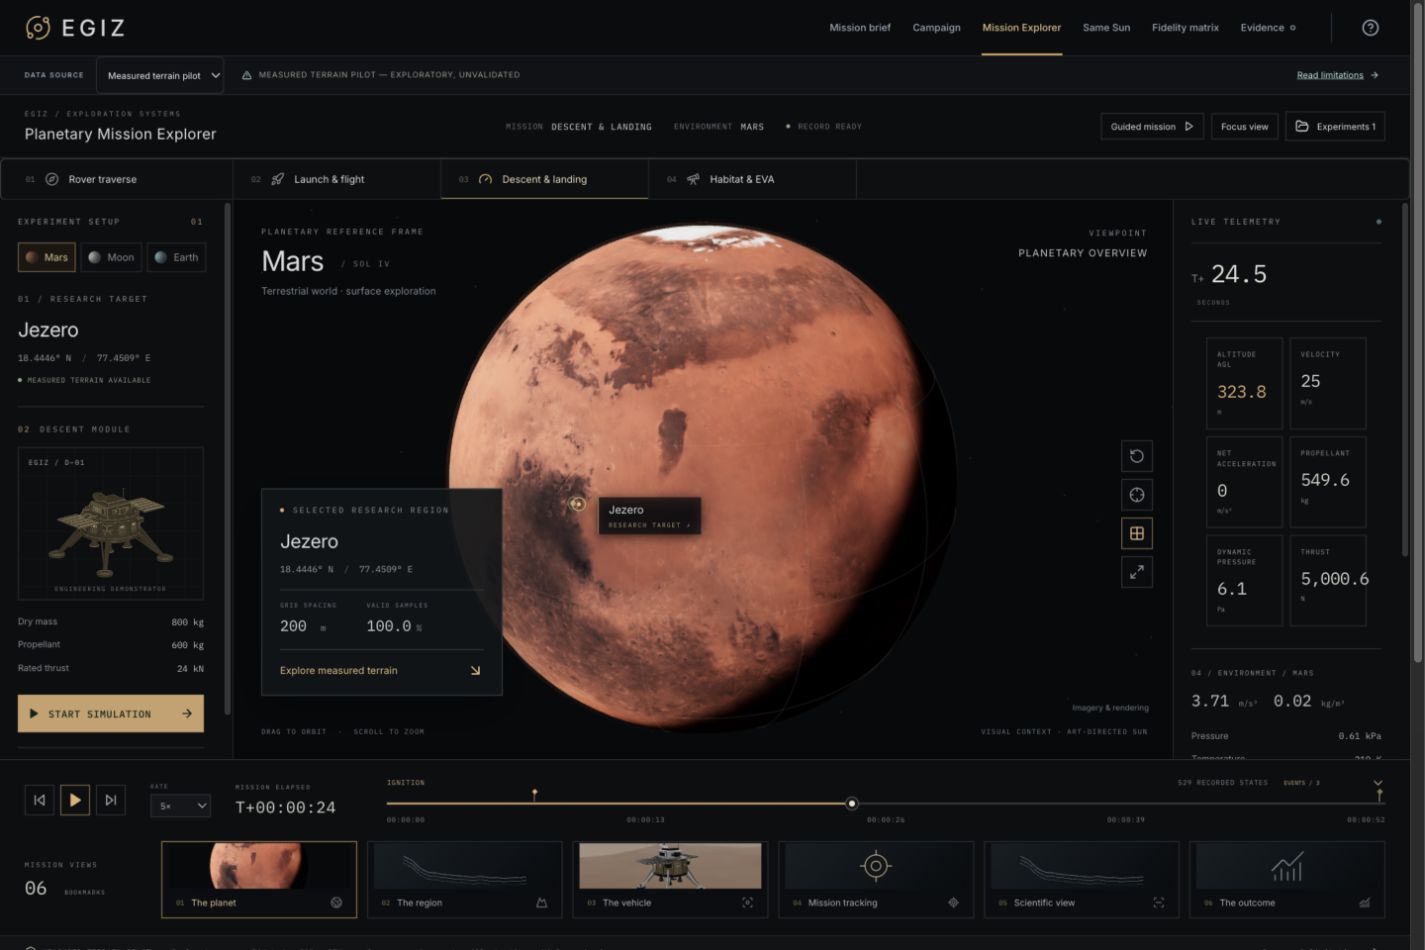 EGIZ
Mission brief
Campaign
Mission Explorer
Same Sun
Fidelity matrix
Evidence
DATA SOURCE
Measured terrain pilot
MEASURED TERRAIN PILOT — EXPLORATORY, UNVALIDATED
Read limitations →
EGIZ / EXPLORATION SYSTEMS
Planetary Mission Explorer
MISSION DESCENT & LANDING
ENVIRONMENT MARS
RECORD READY
Guided mission
Focus view
Experiments 1
01 Rover traverse
02 Launch & flight
03 Descent & landing
04 Habitat & EVA
EXPERIMENT SETUP 01
Mars
Moon
Earth
01 / RESEARCH TARGET
Jezero
18.4446° N / 77.4509° E
MEASURED TERRAIN AVAILABLE
02 DESCENT MODULE
EGIZ / D-01
ENGINEERING DEMONSTRATOR
Dry mass 800 kg
Propellant 600 kg
Rated thrust 24 kN
START SIMULATION →
PLANETARY REFERENCE FRAME
Mars / SOL IV
Terrestrial world · surface exploration
VIEWPOINT
PLANETARY OVERVIEW
Jezero
RESEARCH TARGET
SELECTED RESEARCH REGION
Jezero
18.4446° N / 77.4509° E
GRID SPACING
200 m
VALID SAMPLES
100.0 %
Explore measured terrain
DRAG TO ORBIT · SCROLL TO ZOOM
Imagery & rendering
VISUAL CONTEXT · ART-DIRECTED SUN
LIVE TELEMETRY
T+ 24.5
SECONDS
ALTITUDE
AGL
323.8
m
VELOCITY
25
m/s
NET
ACCELERATION
0
m/s²
PROPELLANT
549.6
kg
DYNAMIC
PRESSURE
6.1
Pa
THRUST
5,000.6
N
04 / ENVIRONMENT / MARS
3.71 m/s² 0.02 kg/m³
Pressure 0.61 kPa
Temperature 210 K
RATE
5×
MISSION ELAPSED
T+00:00:24
IGNITION
529 RECORDED STATES
EVENTS / 3
00:00:00
00:00:13
00:00:26
00:00:39
00:00:52
MISSION VIEWS
06 BOOKMARKS
01 The planet
02 The region
03 The vehicle
04 Mission tracking
05 Scientific view
06 The outcome